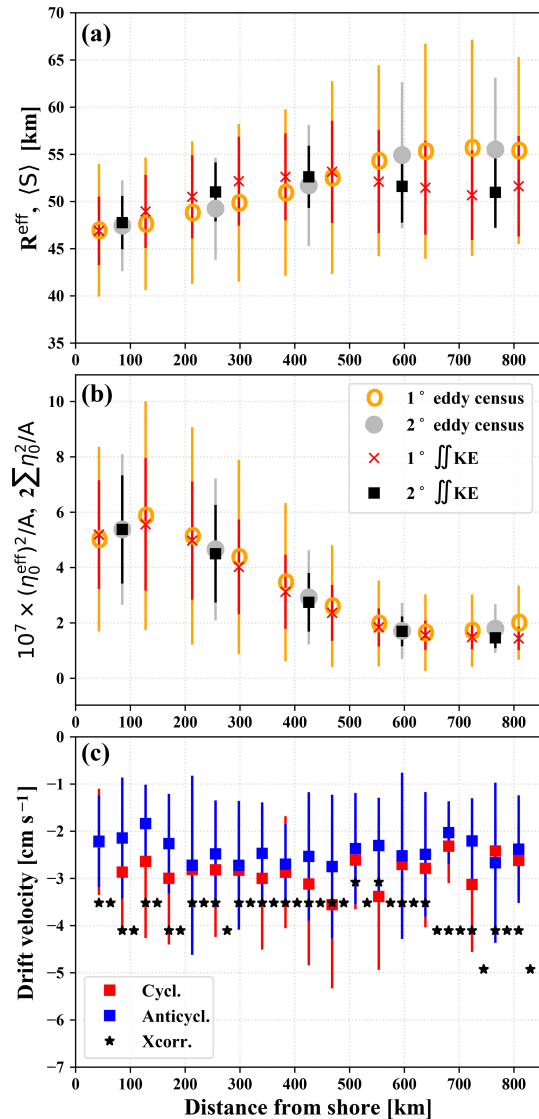 (a)
R^eff, ⟨S⟩ [km]
70
65
60
55
50
45
40
35
0 100 200 300 400 500 600 700 800
(b)
10^7 × (η_0^eff)^2/A, 2∑η_0^2/A
10
8
6
4
2
0
1° eddy census
2° eddy census
1° ∬KE
2° ∬KE
0 100 200 300 400 500 600 700 800
(c)
Drift velocity [cm s^−1]
0
−1
−2
−3
−4
−5
−6
−7
Cycl.
Anticycl.
Xcorr.
0 100 200 300 400 500 600 700 800
Distance from shore [km]